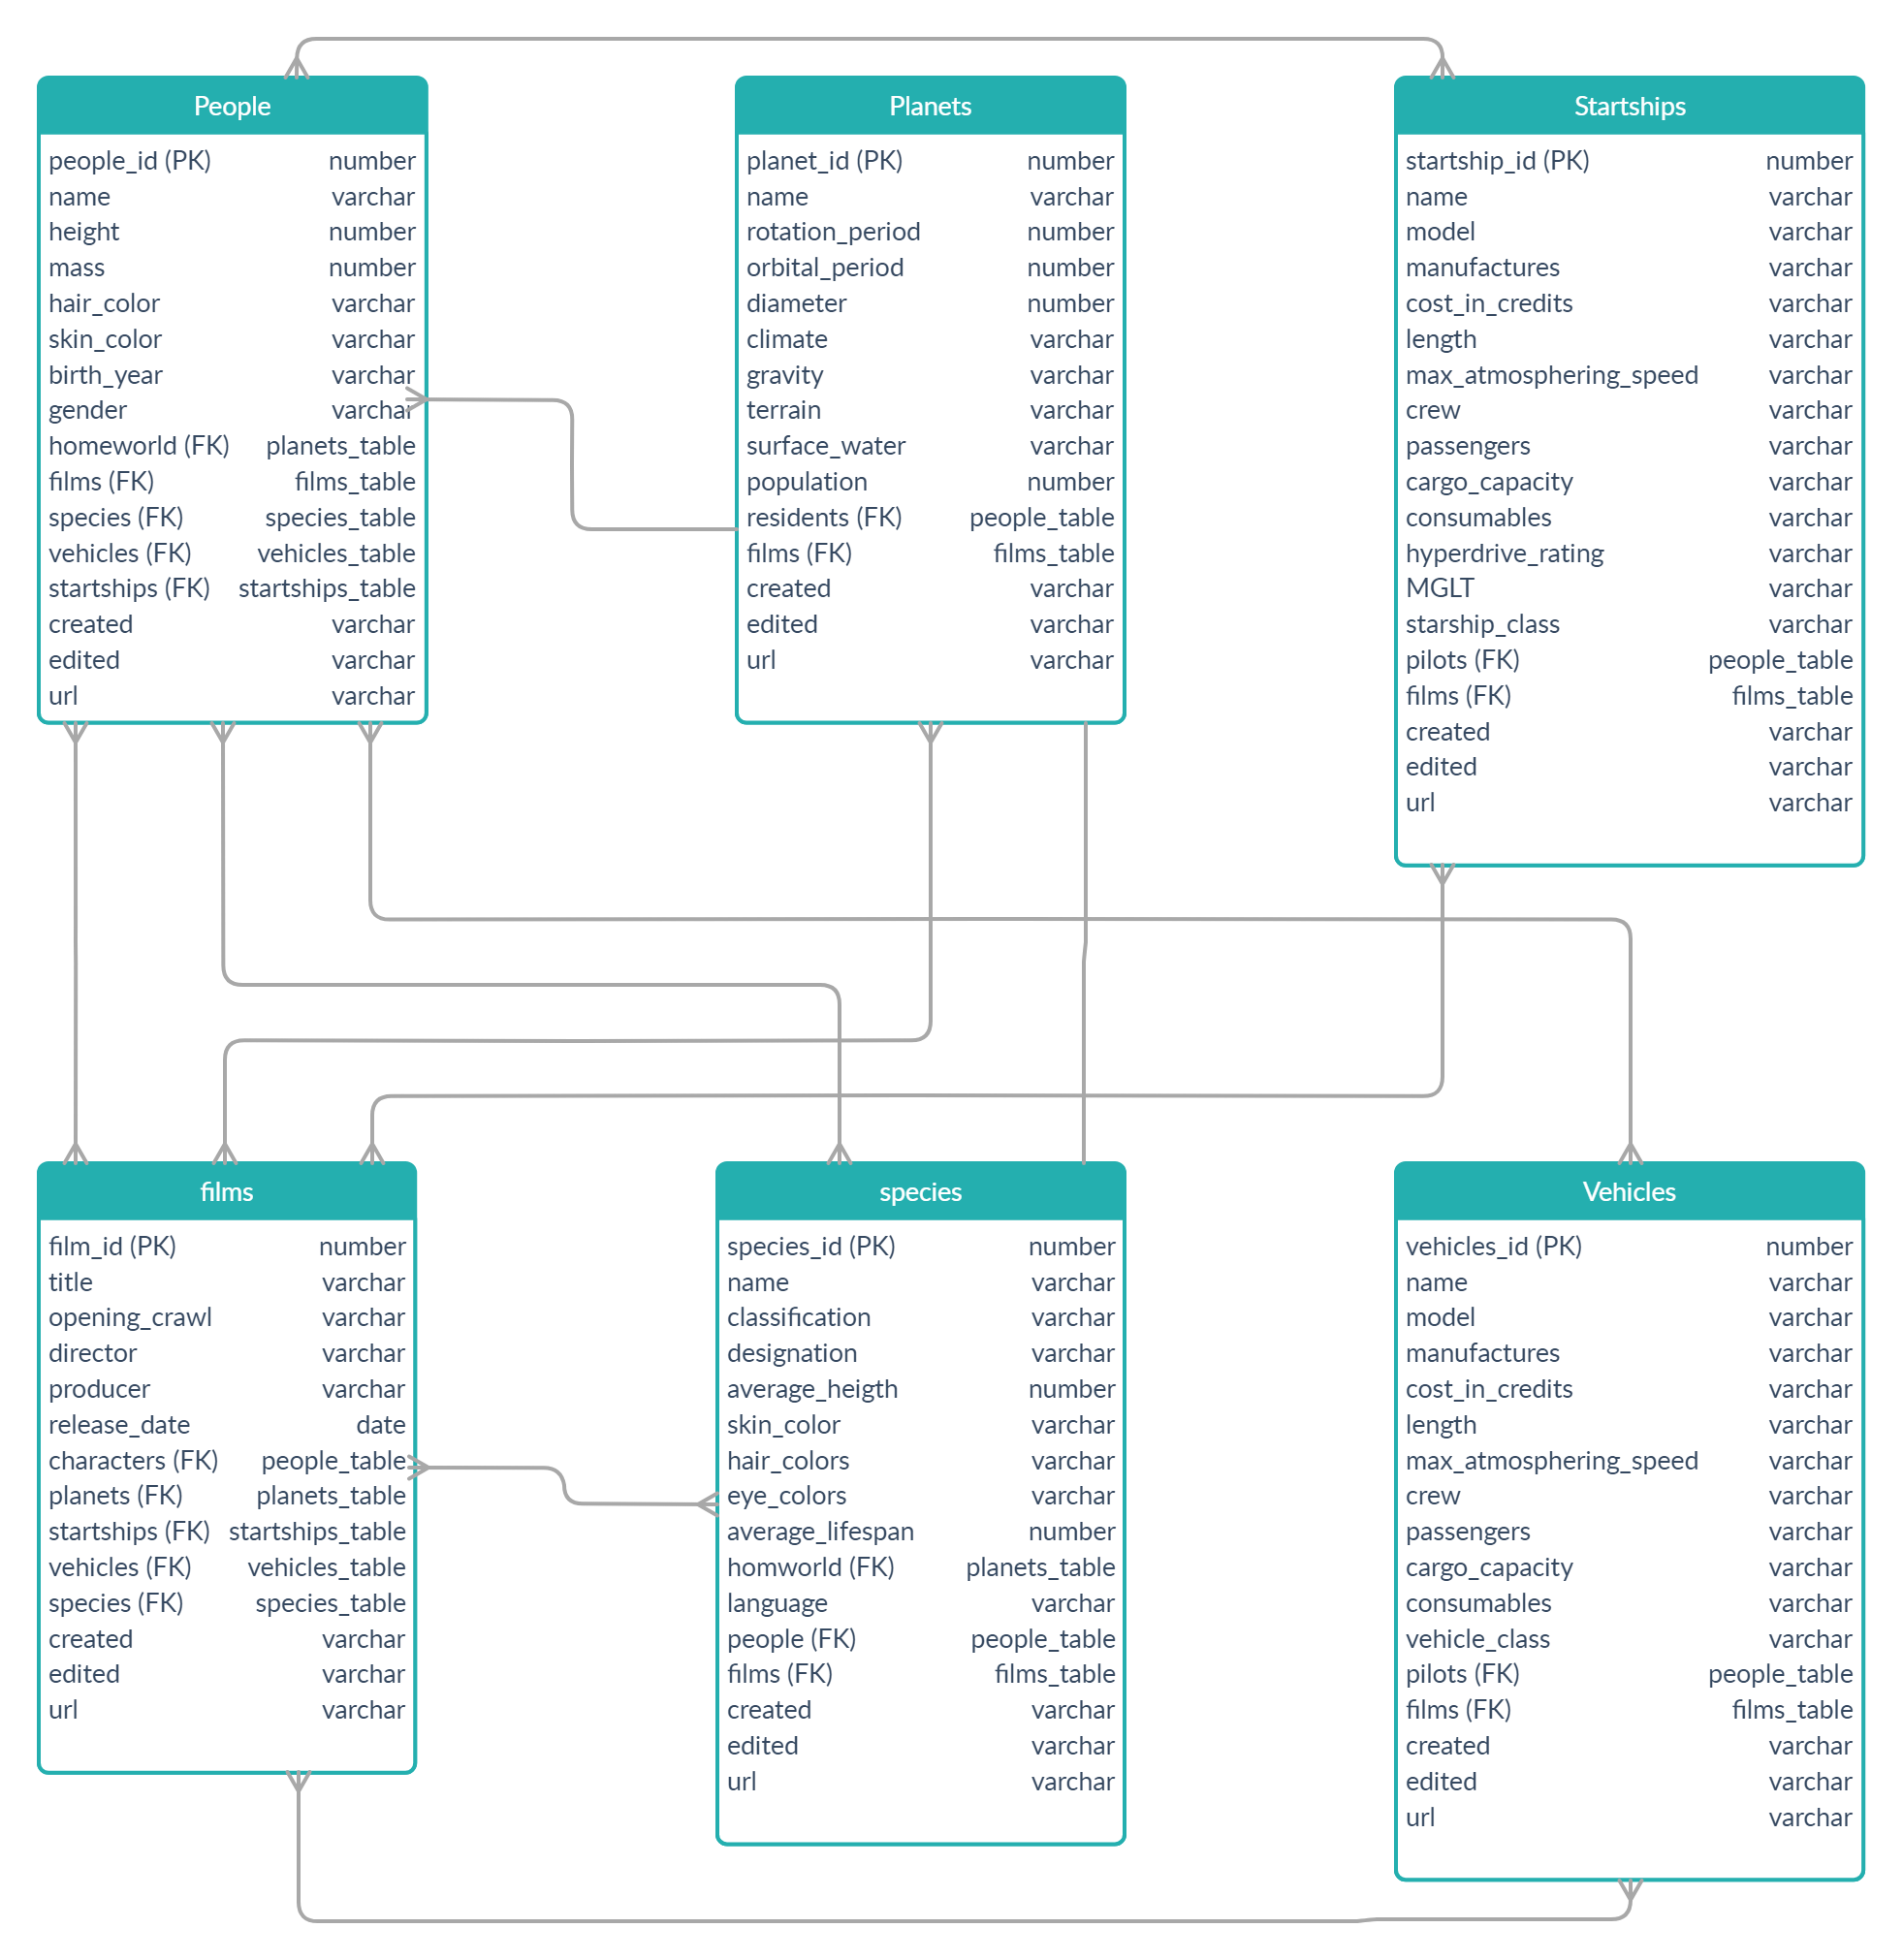 People
people_id (PK) number
name varchar
height number
mass number
hair_color varchar
skin_color varchar
birth_year varchar
gender varchar
homeworld (FK) planets_table
films (FK) films_table
species (FK) species_table
vehicles (FK) vehicles_table
startships (FK) startships_table
created varchar
edited varchar
url varchar
Planets
planet_id (PK) number
name varchar
rotation_period number
orbital_period number
diameter number
climate varchar
gravity varchar
terrain varchar
surface_water varchar
population number
residents (FK) people_table
films (FK) films_table
created varchar
edited varchar
url varchar
Startships
startship_id (PK) number
name varchar
model varchar
manufactures varchar
cost_in_credits varchar
length varchar
max_atmosphering_speed varchar
crew varchar
passengers varchar
cargo_capacity varchar
consumables varchar
hyperdrive_rating varchar
MGLT varchar
starship_class varchar
pilots (FK) people_table
films (FK) films_table
created varchar
edited varchar
url varchar
films
film_id (PK) number
title varchar
opening_crawl varchar
director varchar
producer varchar
release_date date
characters (FK) people_table
planets (FK) planets_table
startships (FK) startships_table
vehicles (FK) vehicles_table
species (FK) species_table
created varchar
edited varchar
url varchar
species
species_id (PK) number
name varchar
classification varchar
designation varchar
average_heigth number
skin_color varchar
hair_colors varchar
eye_colors varchar
average_lifespan number
homworld (FK) planets_table
language varchar
people (FK) people_table
films (FK) films_table
created varchar
edited varchar
url varchar
Vehicles
vehicles_id (PK) number
name varchar
model varchar
manufactures varchar
cost_in_credits varchar
length varchar
max_atmosphering_speed varchar
crew varchar
passengers varchar
cargo_capacity varchar
consumables varchar
vehicle_class varchar
pilots (FK) people_table
films (FK) films_table
created varchar
edited varchar
url varchar